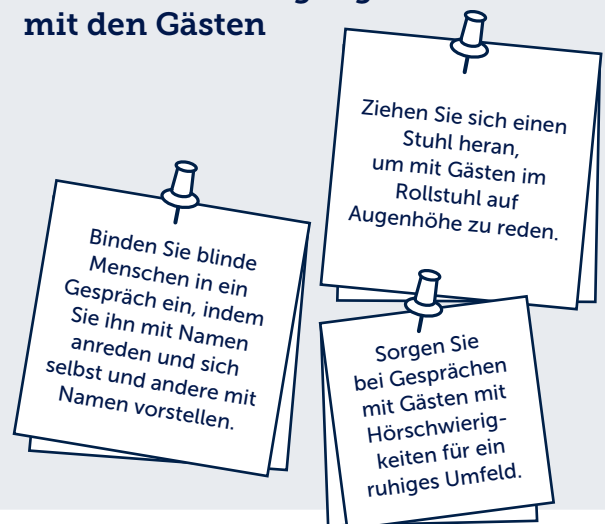 mit den Gästen
Ziehen Sie sich einen
Stuhl heran,
um mit Gästen im
Rollstuhl auf
Augenhöhe zu reden.
Binden Sie blinde
Menschen in ein
Gespräch ein, indem
Sie ihn mit Namen
anreden und sich
selbst und andere mit
Namen vorstellen.
Sorgen Sie
bei Gesprächen
mit Gästen mit
Hörschwierig-
keiten für ein
ruhiges Umfeld.